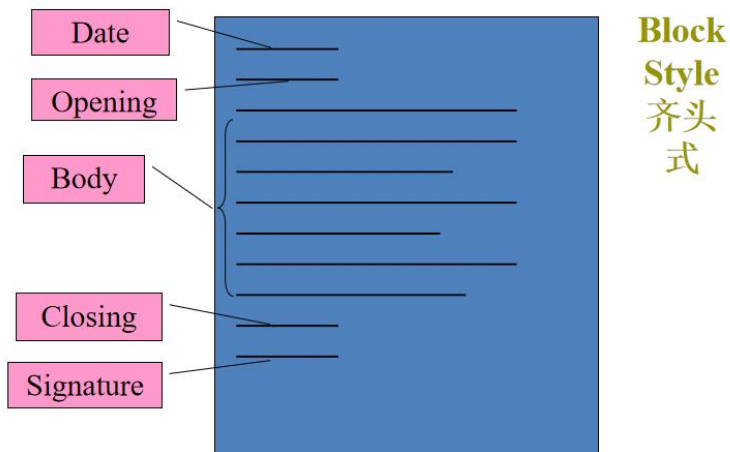 Date
Opening
Body
Closing
Signature
Block
Style
齐头
式